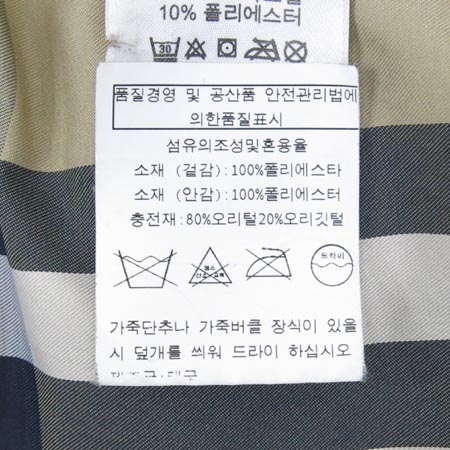 10% 폴리에스터
30
품질경영 및 공산품 안전관리법에
의한품질표시
섬유의조성및혼용율
소재 (겉감):100%폴리에스타
소재 (안감):100%폴리에스터
충전재:80%오리털20%오리깃털
드라이
가죽단추나 가죽버클 장식이 있을
시 덮개를 씌워 드라이 하십시오